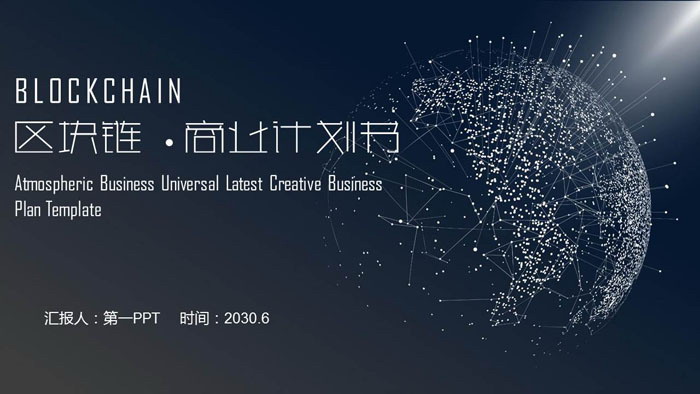 BLOCKCHAIN
区块链 .商业计划书
Atmospheric Business Universal Latest Creative Business
Plan Template
汇报人：第一PPT 时间：2030.6